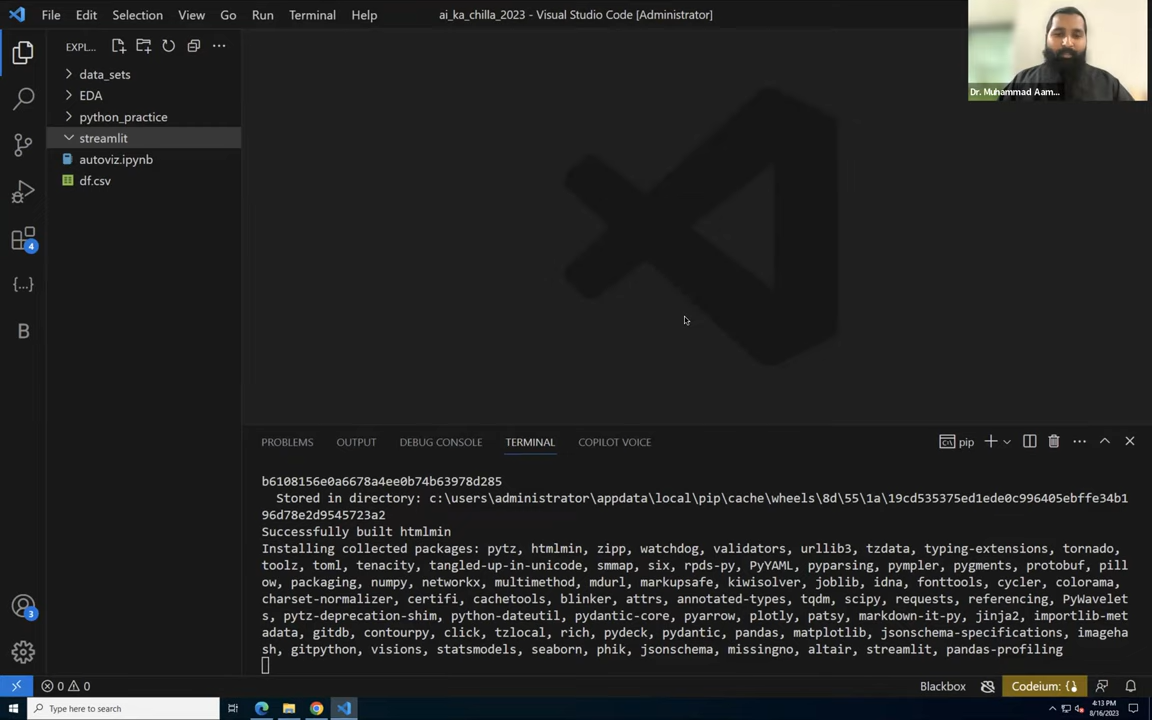 File Edit Selection View Go Run Terminal Help
ai_ka_chilla_2023 - Visual Studio Code [Administrator]
Dr. Muhammad Aam...
EXPL...
data_sets
EDA
python_practice
streamlit
autoviz.ipynb
df.csv
4
B
3
PROBLEMS OUTPUT DEBUG CONSOLE TERMINAL COPILOT VOICE
pip
b6108156e0a6678a4ee0b74b63978d285
Stored in directory: c:\users\administrator\appdata\local\pip\cache\wheels\8d\55\1a\19cd535375ed1ede0c996405ebffe34b1
96d78e2d9545723a2
Successfully built htmlmin
Installing collected packages: pytz, htmlmin, zipp, watchdog, validators, urllib3, tzdata, typing-extensions, tornado,
toolz, toml, tenacity, tangled-up-in-unicode, smmap, six, rpds-py, PyYAML, pyparsing, pympler, pygments, protobuf, pill
ow, packaging, numpy, networkx, multimethod, mdurl, markupsafe, kiwisolver, joblib, idna, fonttools, cycler, colorama,
charset-normalizer, certifi, cachetools, blinker, attrs, annotated-types, tqdm, scipy, requests, referencing, PyWavelet
s, pytz-deprecation-shim, python-dateutil, pydantic-core, pyarrow, plotly, patsy, markdown-it-py, jinja2, importlib-met
adata, gitdb, contourpy, click, tzlocal, rich, pydeck, pydantic, pandas, matplotlib, jsonschema-specifications, imageha
sh, gitpython, visions, statsmodels, seaborn, phik, jsonschema, missingno, altair, streamlit, pandas-profiling
0 0
Blackbox
Codeium: {}
Type here to search
4:13 PM
8/16/2023